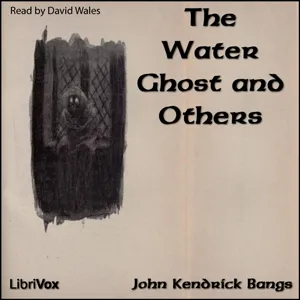 Read by David Wales
The
Water
Ghost and
Others
LibriVox
John Kendrick Bangs